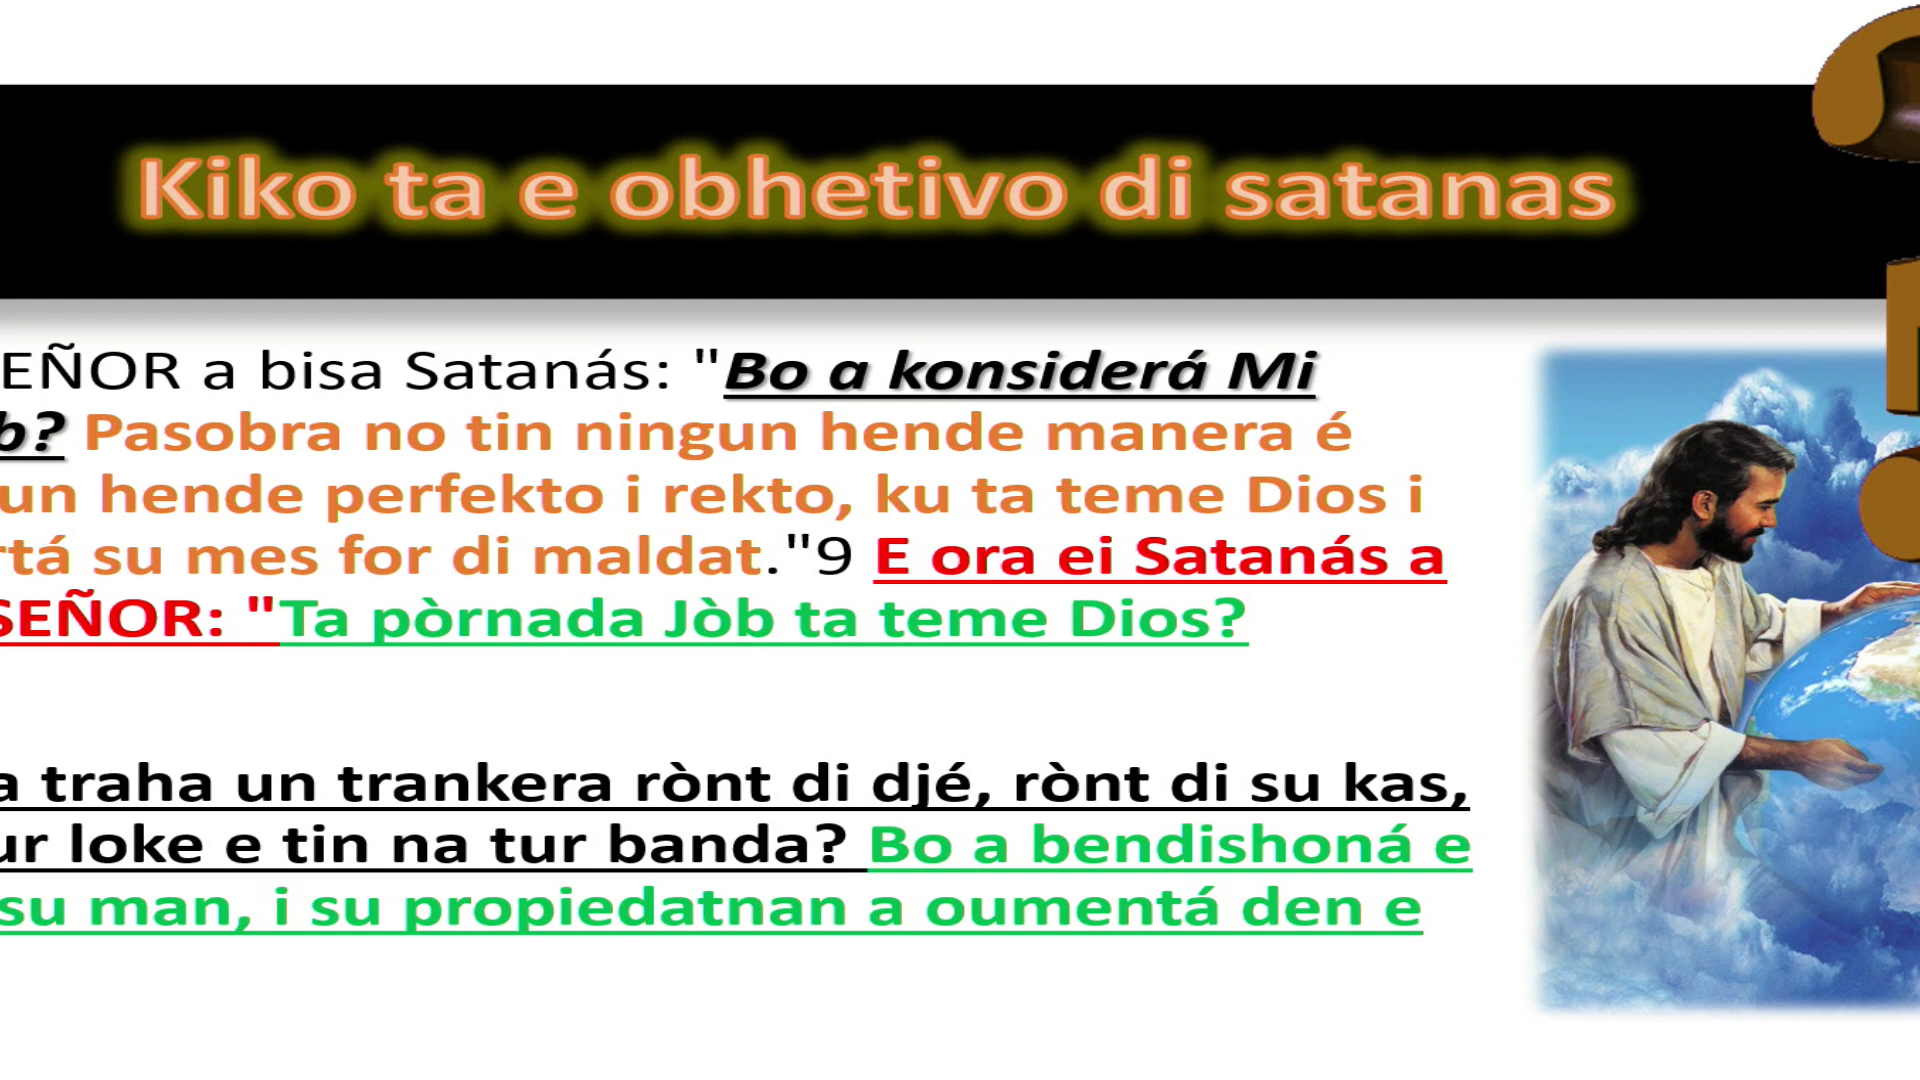 Kiko ta e obhetivo di satanas
EÑOR a bisa Satanás: "Bo a konsiderá Mi
b? Pasobra no tin ningun hende manera é
un hende perfekto i rekto, ku ta teme Dios i
rtá su mes for di maldat."9 E ora ei Satanás a
SEÑOR: "Ta pòrnada Jòb ta teme Dios?
a traha un trankera rònt di djé, rònt di su kas,
ur loke e tin na tur banda? Bo a bendishoná e
su man, i su propiedatnan a oumentá den e